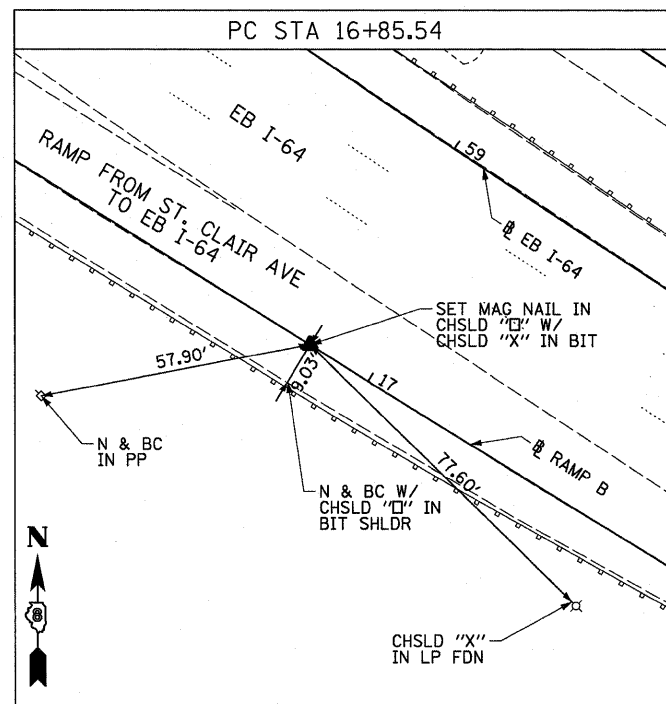 PC STA 16+85.54
EB I-64
59
RAMP FROM ST. CLAIR AVE
TO EB I-64
℄ EB I-64
SET MAG NAIL IN
CHSLD "□" W/
CHSLD "X" IN BIT
57.90'
9.03'
17
N & BC
IN PP
77.60'
℄ RAMP B
N & BC W/
CHSLD "□" IN
BIT SHLDR
N
8
CHSLD "X"
IN LP FDN